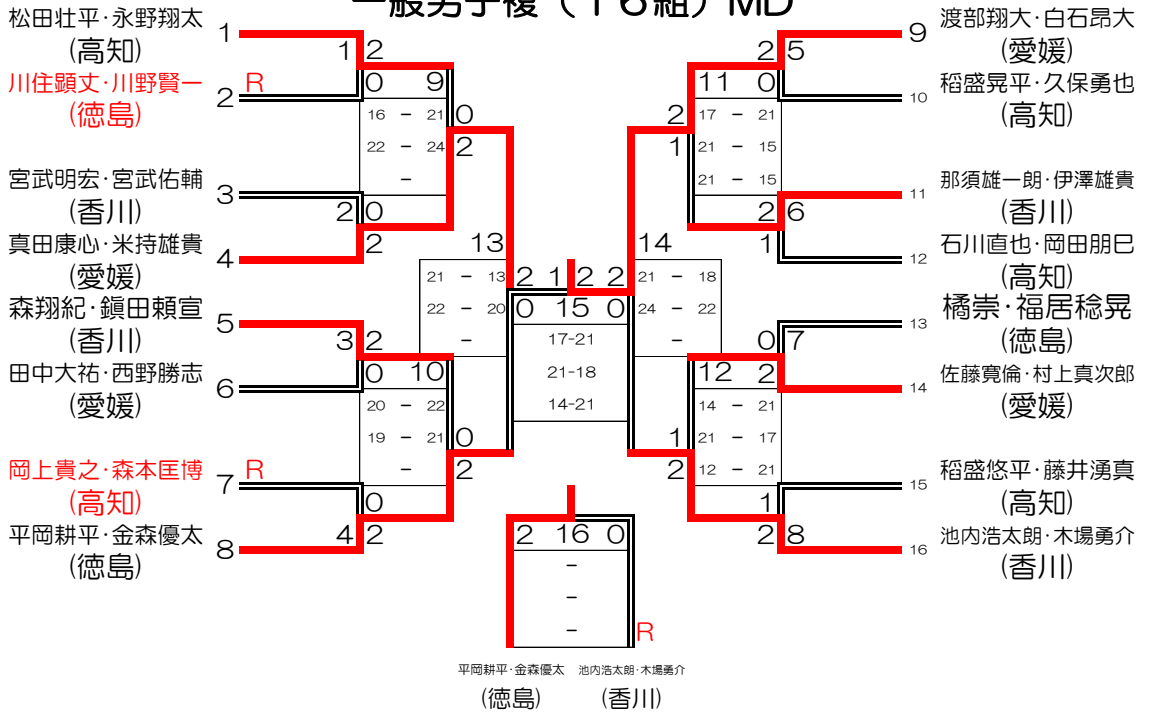 一般男子複（１６組）MD
松田壮平·永野翔太
(高知)
1
1 2
川住顕丈·川野賢一
(徳島)
2
R
0 9
16 - 21
22 - 24
-
0
2
宮武明宏·宮武佑輔
(香川)
3
2 0
真田康心·米持雄貴
(愛媛)
4
2
13
21 - 13
22 - 20
-
森翔紀·鎭田頼宣
(香川)
5
3 2
田中大祐·西野勝志
(愛媛)
6
0 10
20 - 22
19 - 21
-
0
2
岡上貴之·森本匡博
(高知)
7
R
0
平岡耕平·金森優太
(徳島)
8
4 2
2 1 2 2
0 15 0
17-21
21-18
14-21
2 16 0
-
-
-
R
平岡耕平·金森優太
(徳島)
池内浩太朗·木場勇介
(香川)
渡部翔大·白石昂大
(愛媛)
9
2 5
稲盛晃平·久保勇也
(高知)
10
11 0
17 - 21
21 - 15
21 - 15
2
1
那須雄一朗·伊澤雄貴
(香川)
11
2 6
石川直也·岡田朋巳
(高知)
12
1
14
21 - 18
24 - 22
-
橘崇·福居稔晃
(徳島)
13
0 7
佐藤寛倫·村上真次郎
(愛媛)
14
12 2
14 - 21
21 - 17
12 - 21
1
2
稲盛悠平·藤井湧真
(高知)
15
1
池内浩太朗·木場勇介
(香川)
16
2 8